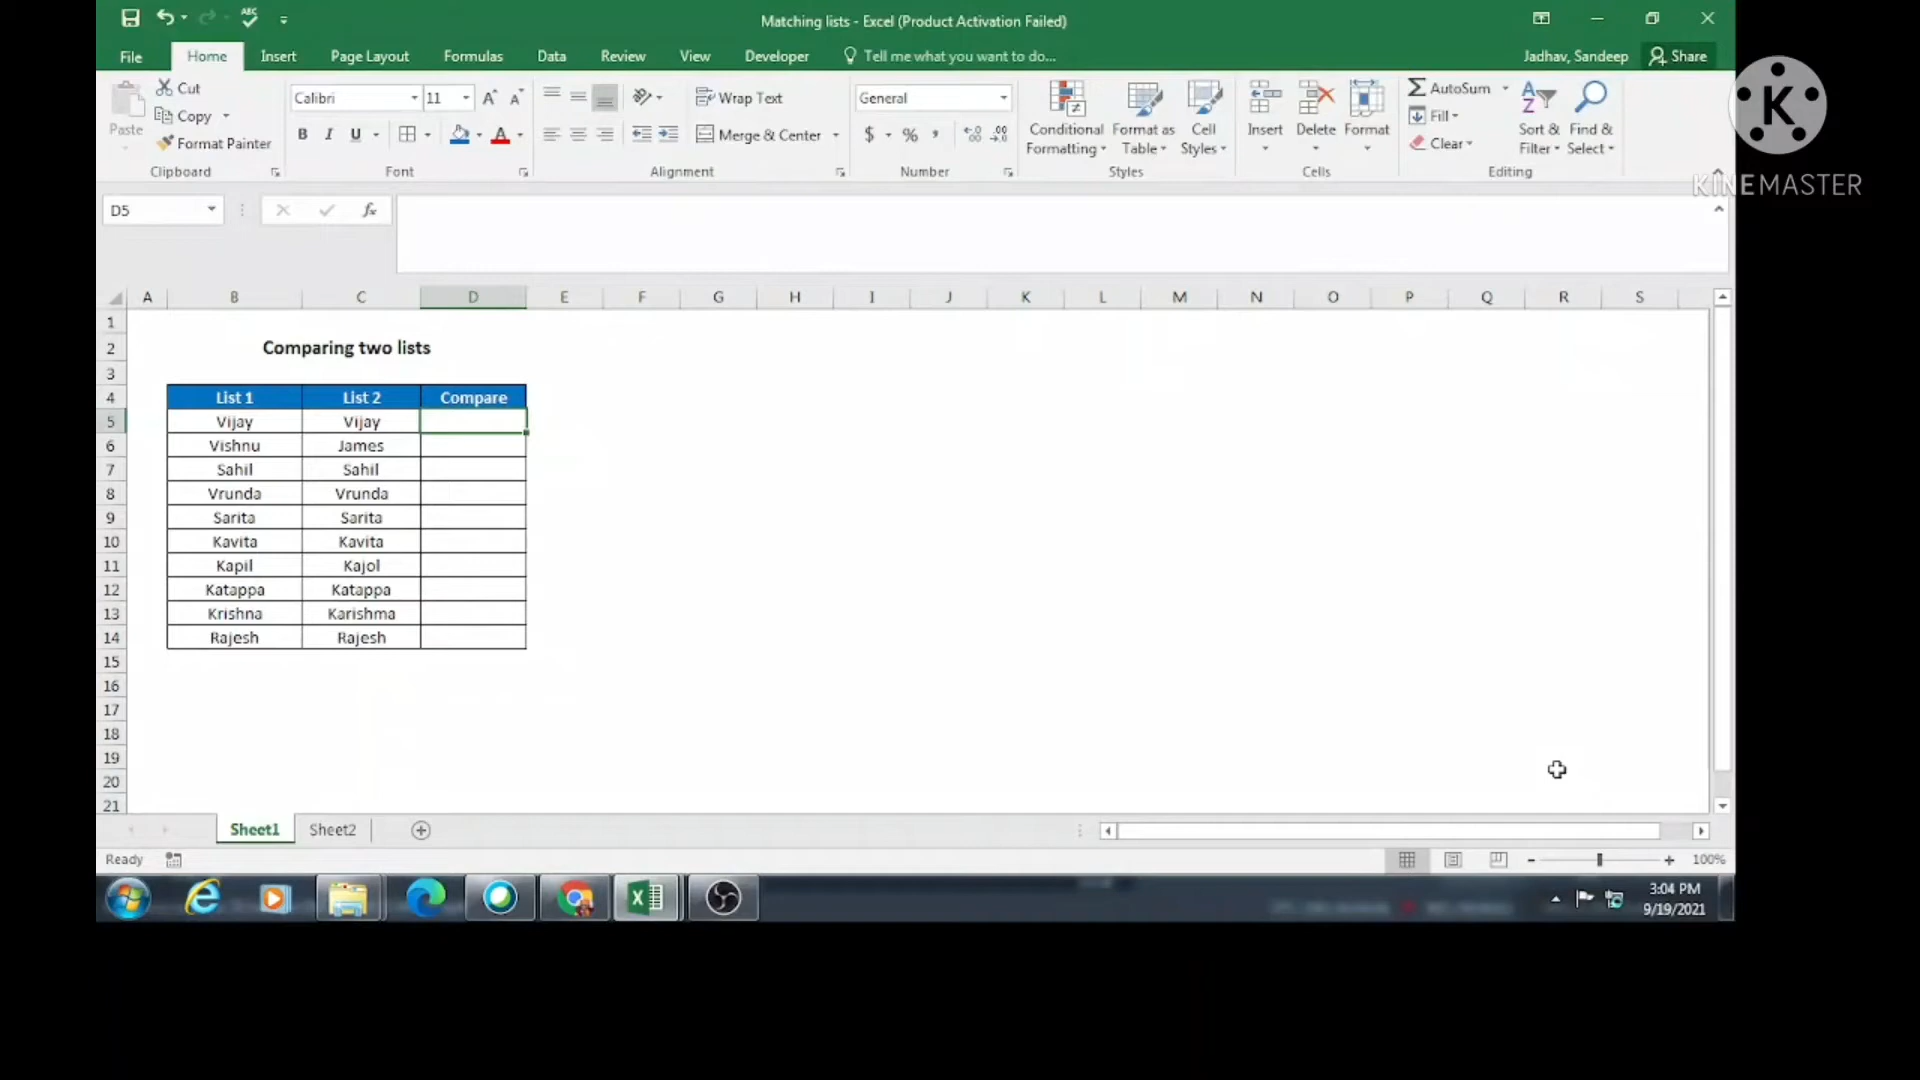 Matching lists - Excel (Product Activation Failed)
File Home Insert Page Layout Formulas Data Review View Developer Tell me what you want to do... Jadhav, Sandeep Share
Paste Cut Copy Format Painter Clipboard
Calibri 11 B I U A Font
Wrap Text Merge & Center Alignment
General $ % , Number
Conditional Formatting Format as Table Cell Styles Styles
Insert Delete Format Cells
AutoSum Fill Clear Sort & Filter Find & Select Editing
K
KINEMASTER
D5 fx
A B C D E F G H I J K L M N O P Q R S
1
2 Comparing two lists
3
4 List 1 List 2 Compare
5 Vijay Vijay
6 Vishnu James
7 Sahil Sahil
8 Vrunda Vrunda
9 Sarita Sarita
10 Kavita Kavita
11 Kapil Kajol
12 Katappa Katappa
13 Krishna Karishma
14 Rajesh Rajesh
15
16
17
18
19
20
21
Sheet1 Sheet2
Ready 100%
3:04 PM
9/19/2021